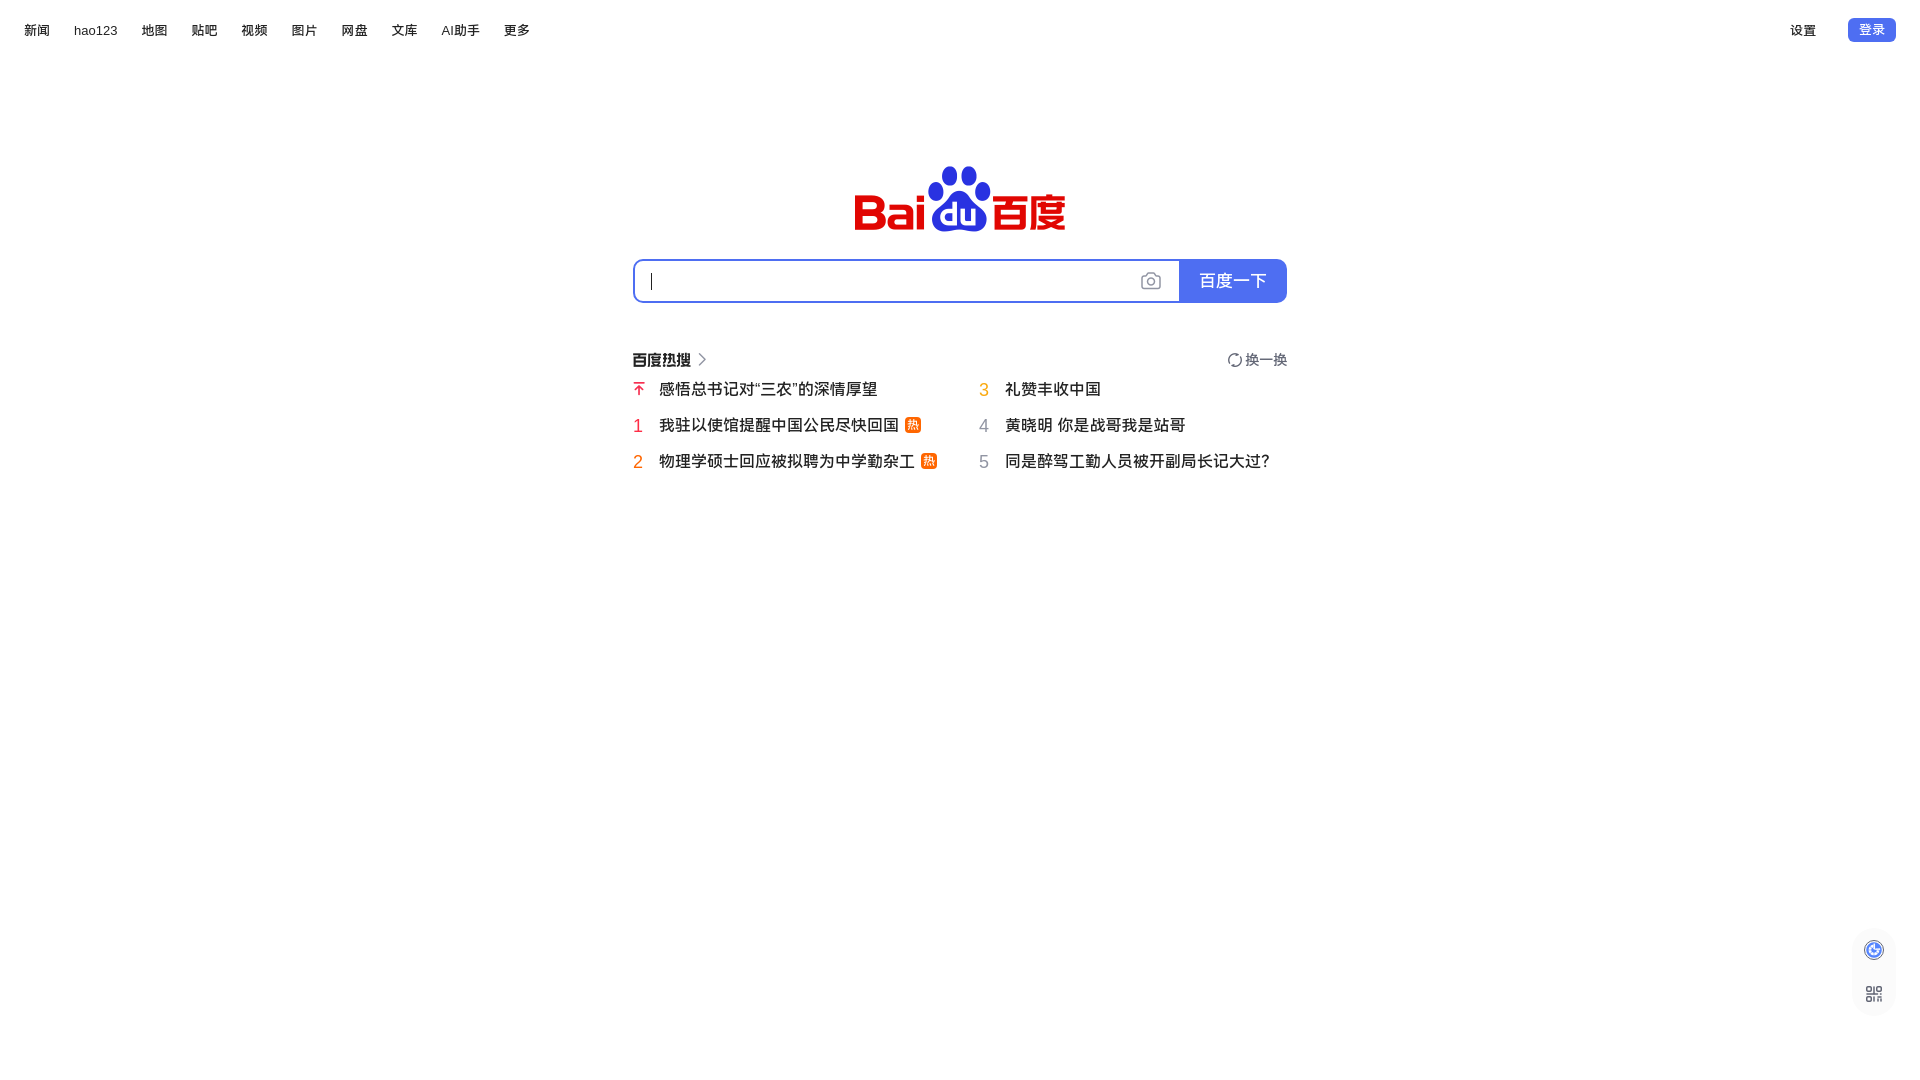 新闻 hao123 地图 贴吧 视频 图片 网盘 文库 AI助手 更多 设置 登录
Bai du 百度
百度一下
百度热搜 换一换
感悟总书记对“三农”的深情厚望
1 我驻以使馆提醒中国公民尽快回国 热
2 物理学硕士回应被拟聘为中学勤杂工 热
3 礼赞丰收中国
4 黄晓明 你是战哥我是站哥
5 同是醉驾工勤人员被开副局长记大过?